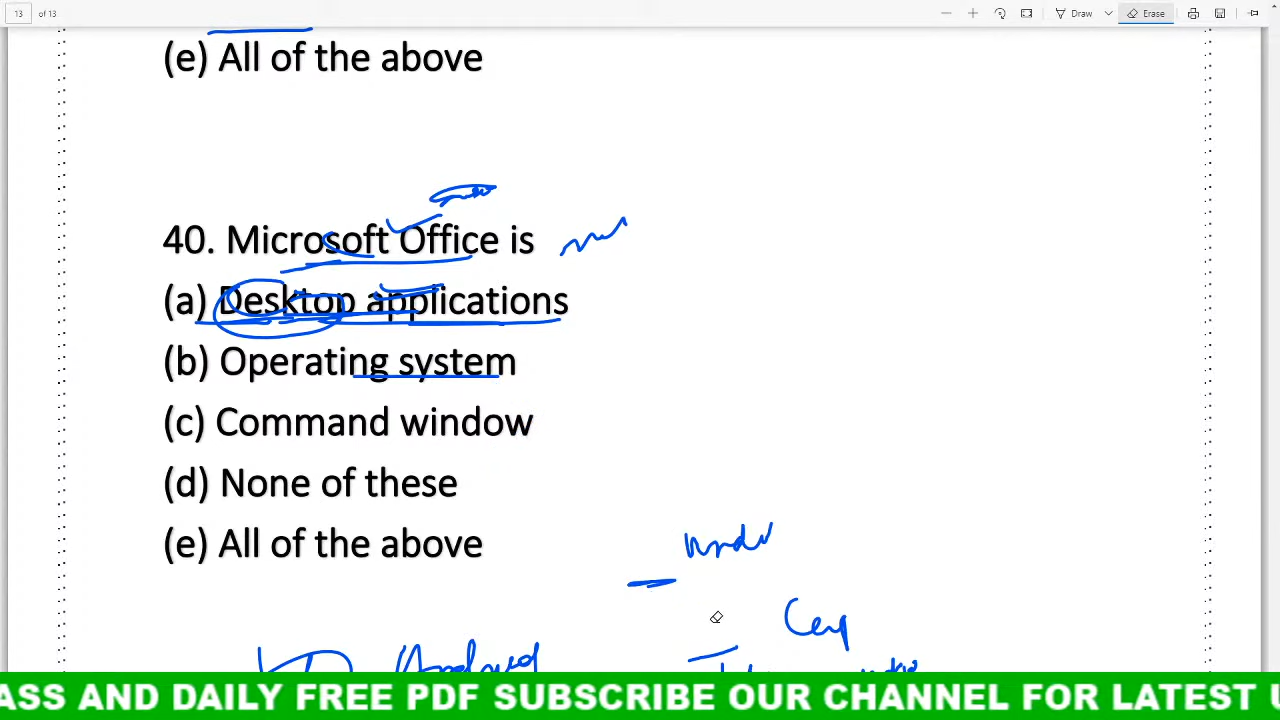 13 of 13 Draw Erase
(e) All of the above
40. Microsoft Office is
(a) Desktop applications
(b) Operating system
(c) Command window
(d) None of these
(e) All of the above
Android
ASS AND DAILY FREE PDF SUBSCRIBE OUR CHANNEL FOR LATEST U